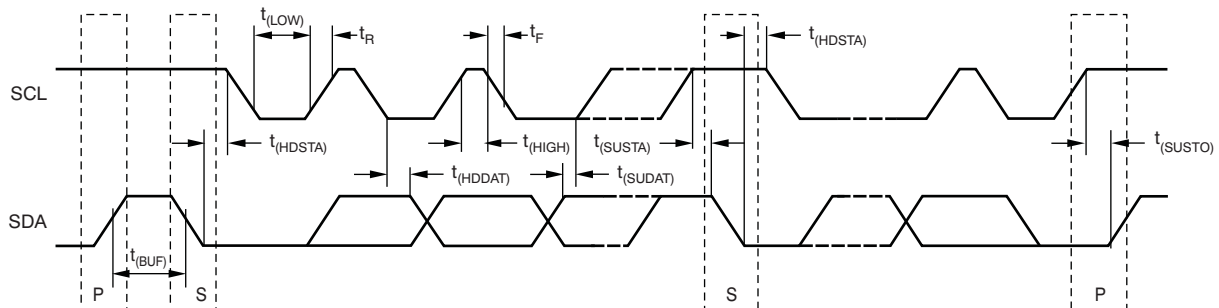 t(LOW)
tR
tF
t(HDSTA)
SCL
t(HDSTA)
t(HIGH)
t(SUSTA)
t(SUSTO)
t(HDDAT)
t(SUDAT)
SDA
t(BUF)
P
S
S
P